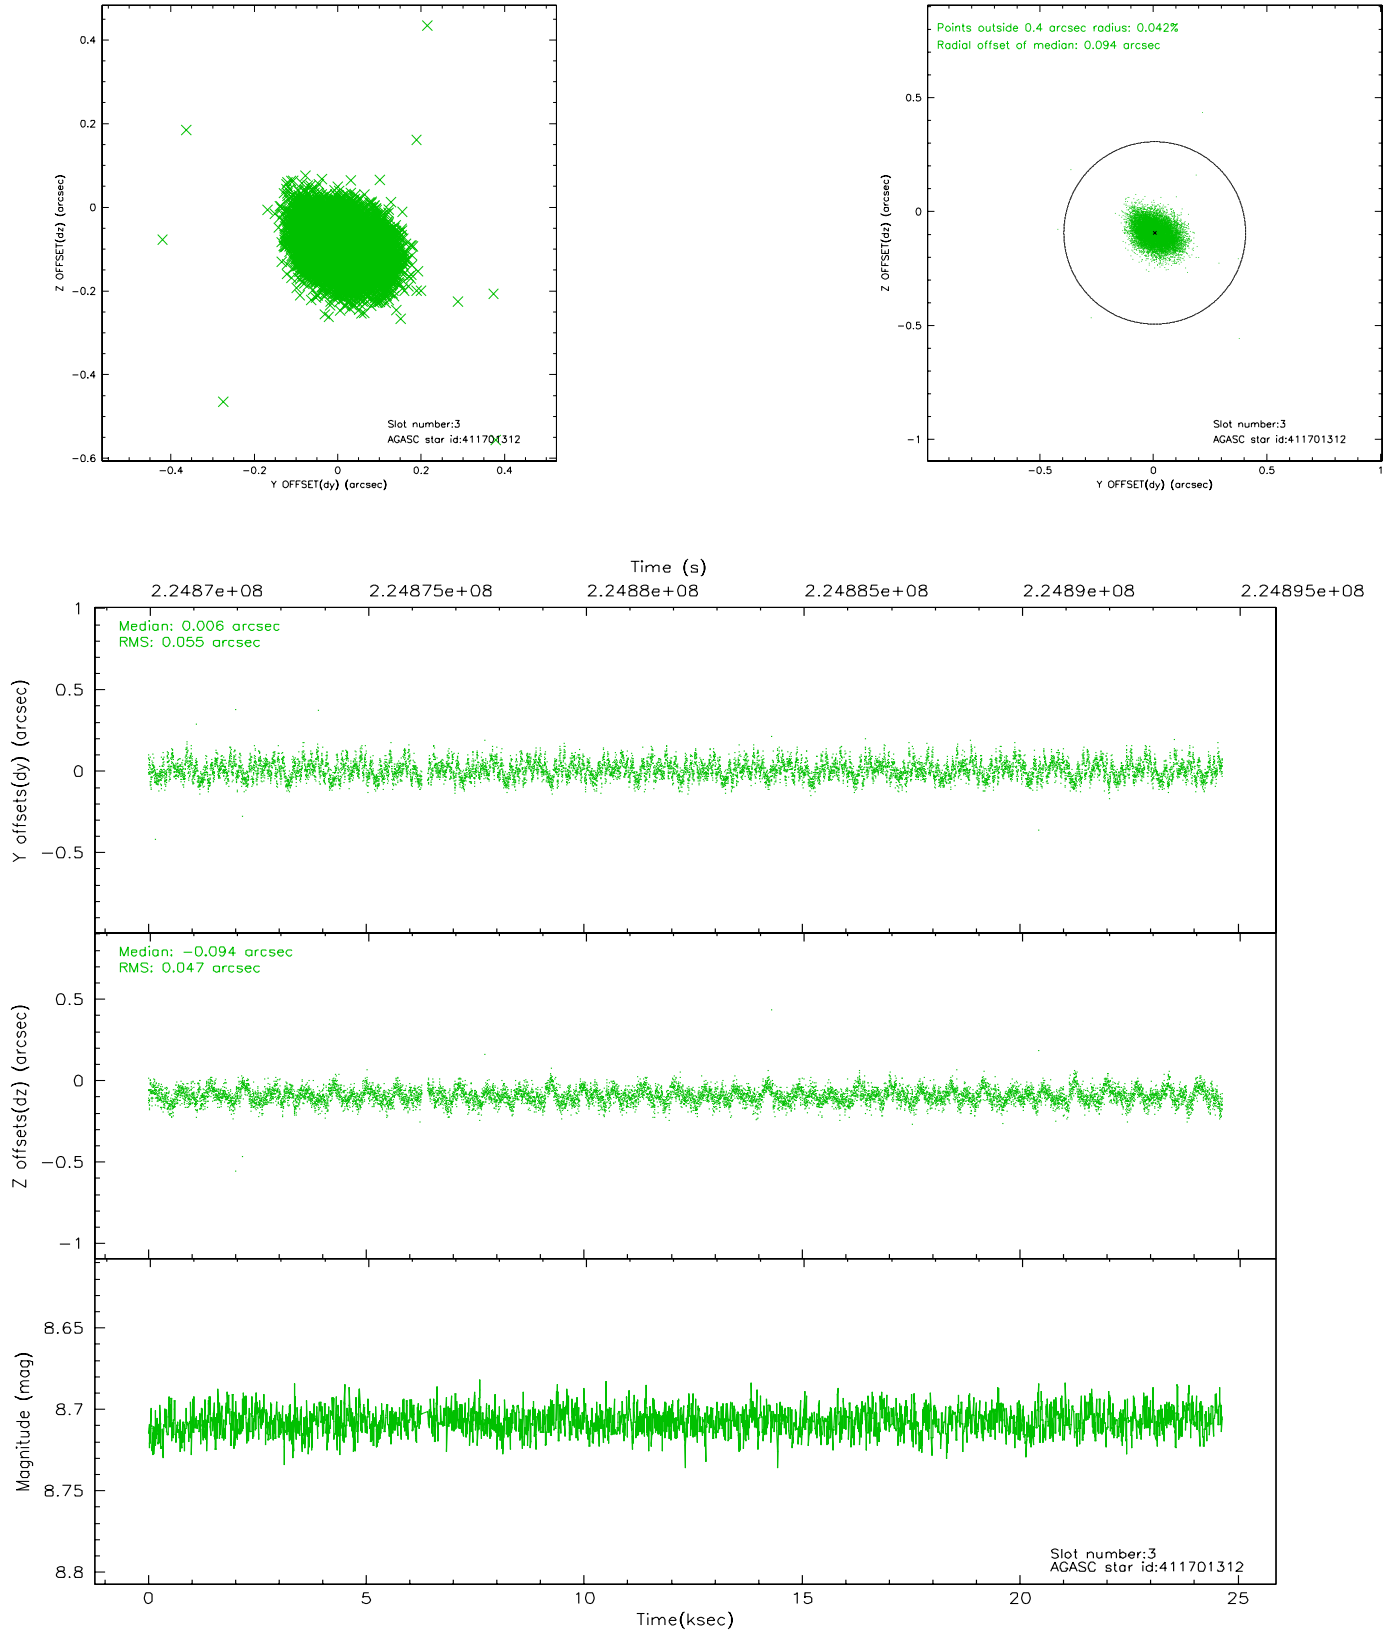 0.4
0.2
0
−0.2
−0.4
−0.6
−0.4
−0.2
0
0.2
0.4
Z OFFSET(dz) (arcsec)
Y OFFSET(dy) (arcsec)
Slot number:3
AGASC star id:411701312
Points outside 0.4 arcsec radius: 0.042%
Radial offset of median: 0.094 arcsec
0.5
0
−0.5
−1
−0.5
0
0.5
1
Z OFFSET(dz) (arcsec)
Y OFFSET(dy) (arcsec)
Slot number:3
AGASC star id:411701312
Time (s)
2.2487e+08
2.24875e+08
2.2488e+08
2.24885e+08
2.2489e+08
2.24895e+08
Median: 0.006 arcsec
RMS: 0.055 arcsec
1
0.5
0
−0.5
Y offsets(dy) (arcsec)
Median: −0.094 arcsec
RMS: 0.047 arcsec
0.5
0
−0.5
−1
Z offsets(dz) (arcsec)
8.65
8.7
8.75
8.8
Magnitude (mag)
Slot number:3
AGASC star id:411701312
0
5
10
15
20
25
Time(ksec)